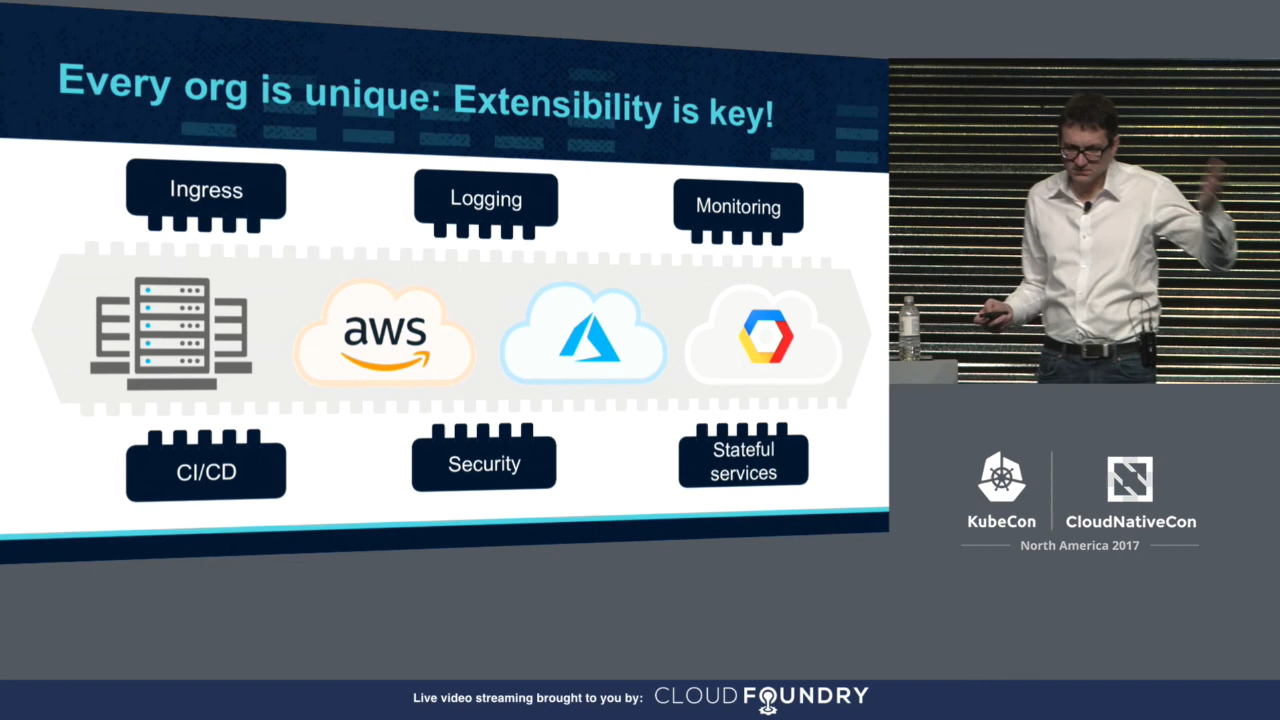 Every org is unique: Extensibility is key!
Ingress
Logging
Monitoring
aws
CI/CD
Security
Stateful
services
KubeCon
CloudNativeCon
North America 2017
Live video streaming brought to you by: CLOUD FOUNDRY